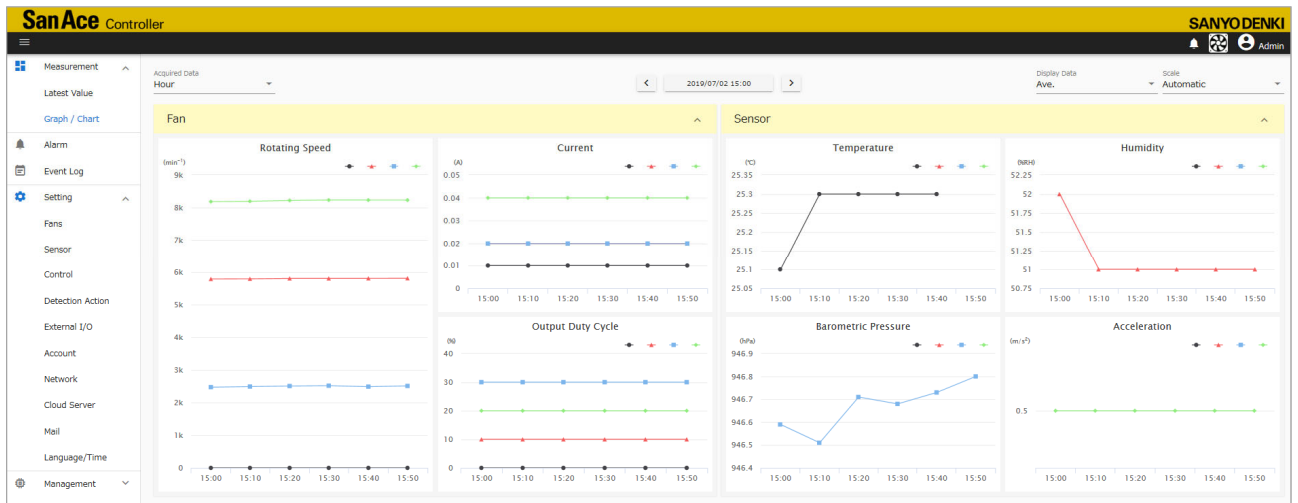 San Ace Controller
SANYO DENKI
Admin
Measurement
Latest Value
Graph / Chart
Alarm
Event Log
Setting
Fans
Sensor
Control
Detection Action
External I/O
Account
Network
Cloud Server
Mail
Language/Time
Management
Acquired Data
Hour
2019/07/02 15:00
Display Data
Ave.
Scale
Automatic
Fan
Rotating Speed
(min⁻¹)
9k
8k
7k
6k
5k
4k
3k
2k
1k
0
15:00 15:10 15:20 15:30 15:40 15:50
Current
(A)
0.05
0.04
0.03
0.02
0.01
0
15:00 15:10 15:20 15:30 15:40 15:50
Output Duty Cycle
(%)
40
30
20
10
0
15:00 15:10 15:20 15:30 15:40 15:50
Sensor
Temperature
(℃)
25.35
25.3
25.25
25.2
25.15
25.1
25.05
15:00 15:10 15:20 15:30 15:40 15:50
Humidity
(%RH)
52.25
52
51.75
51.5
51.25
51
50.75
15:00 15:10 15:20 15:30 15:40 15:50
Barometric Pressure
(hPa)
946.9
946.8
946.7
946.6
946.5
946.4
15:00 15:10 15:20 15:30 15:40 15:50
Acceleration
(m/s²)
0.5
15:00 15:10 15:20 15:30 15:40 15:50